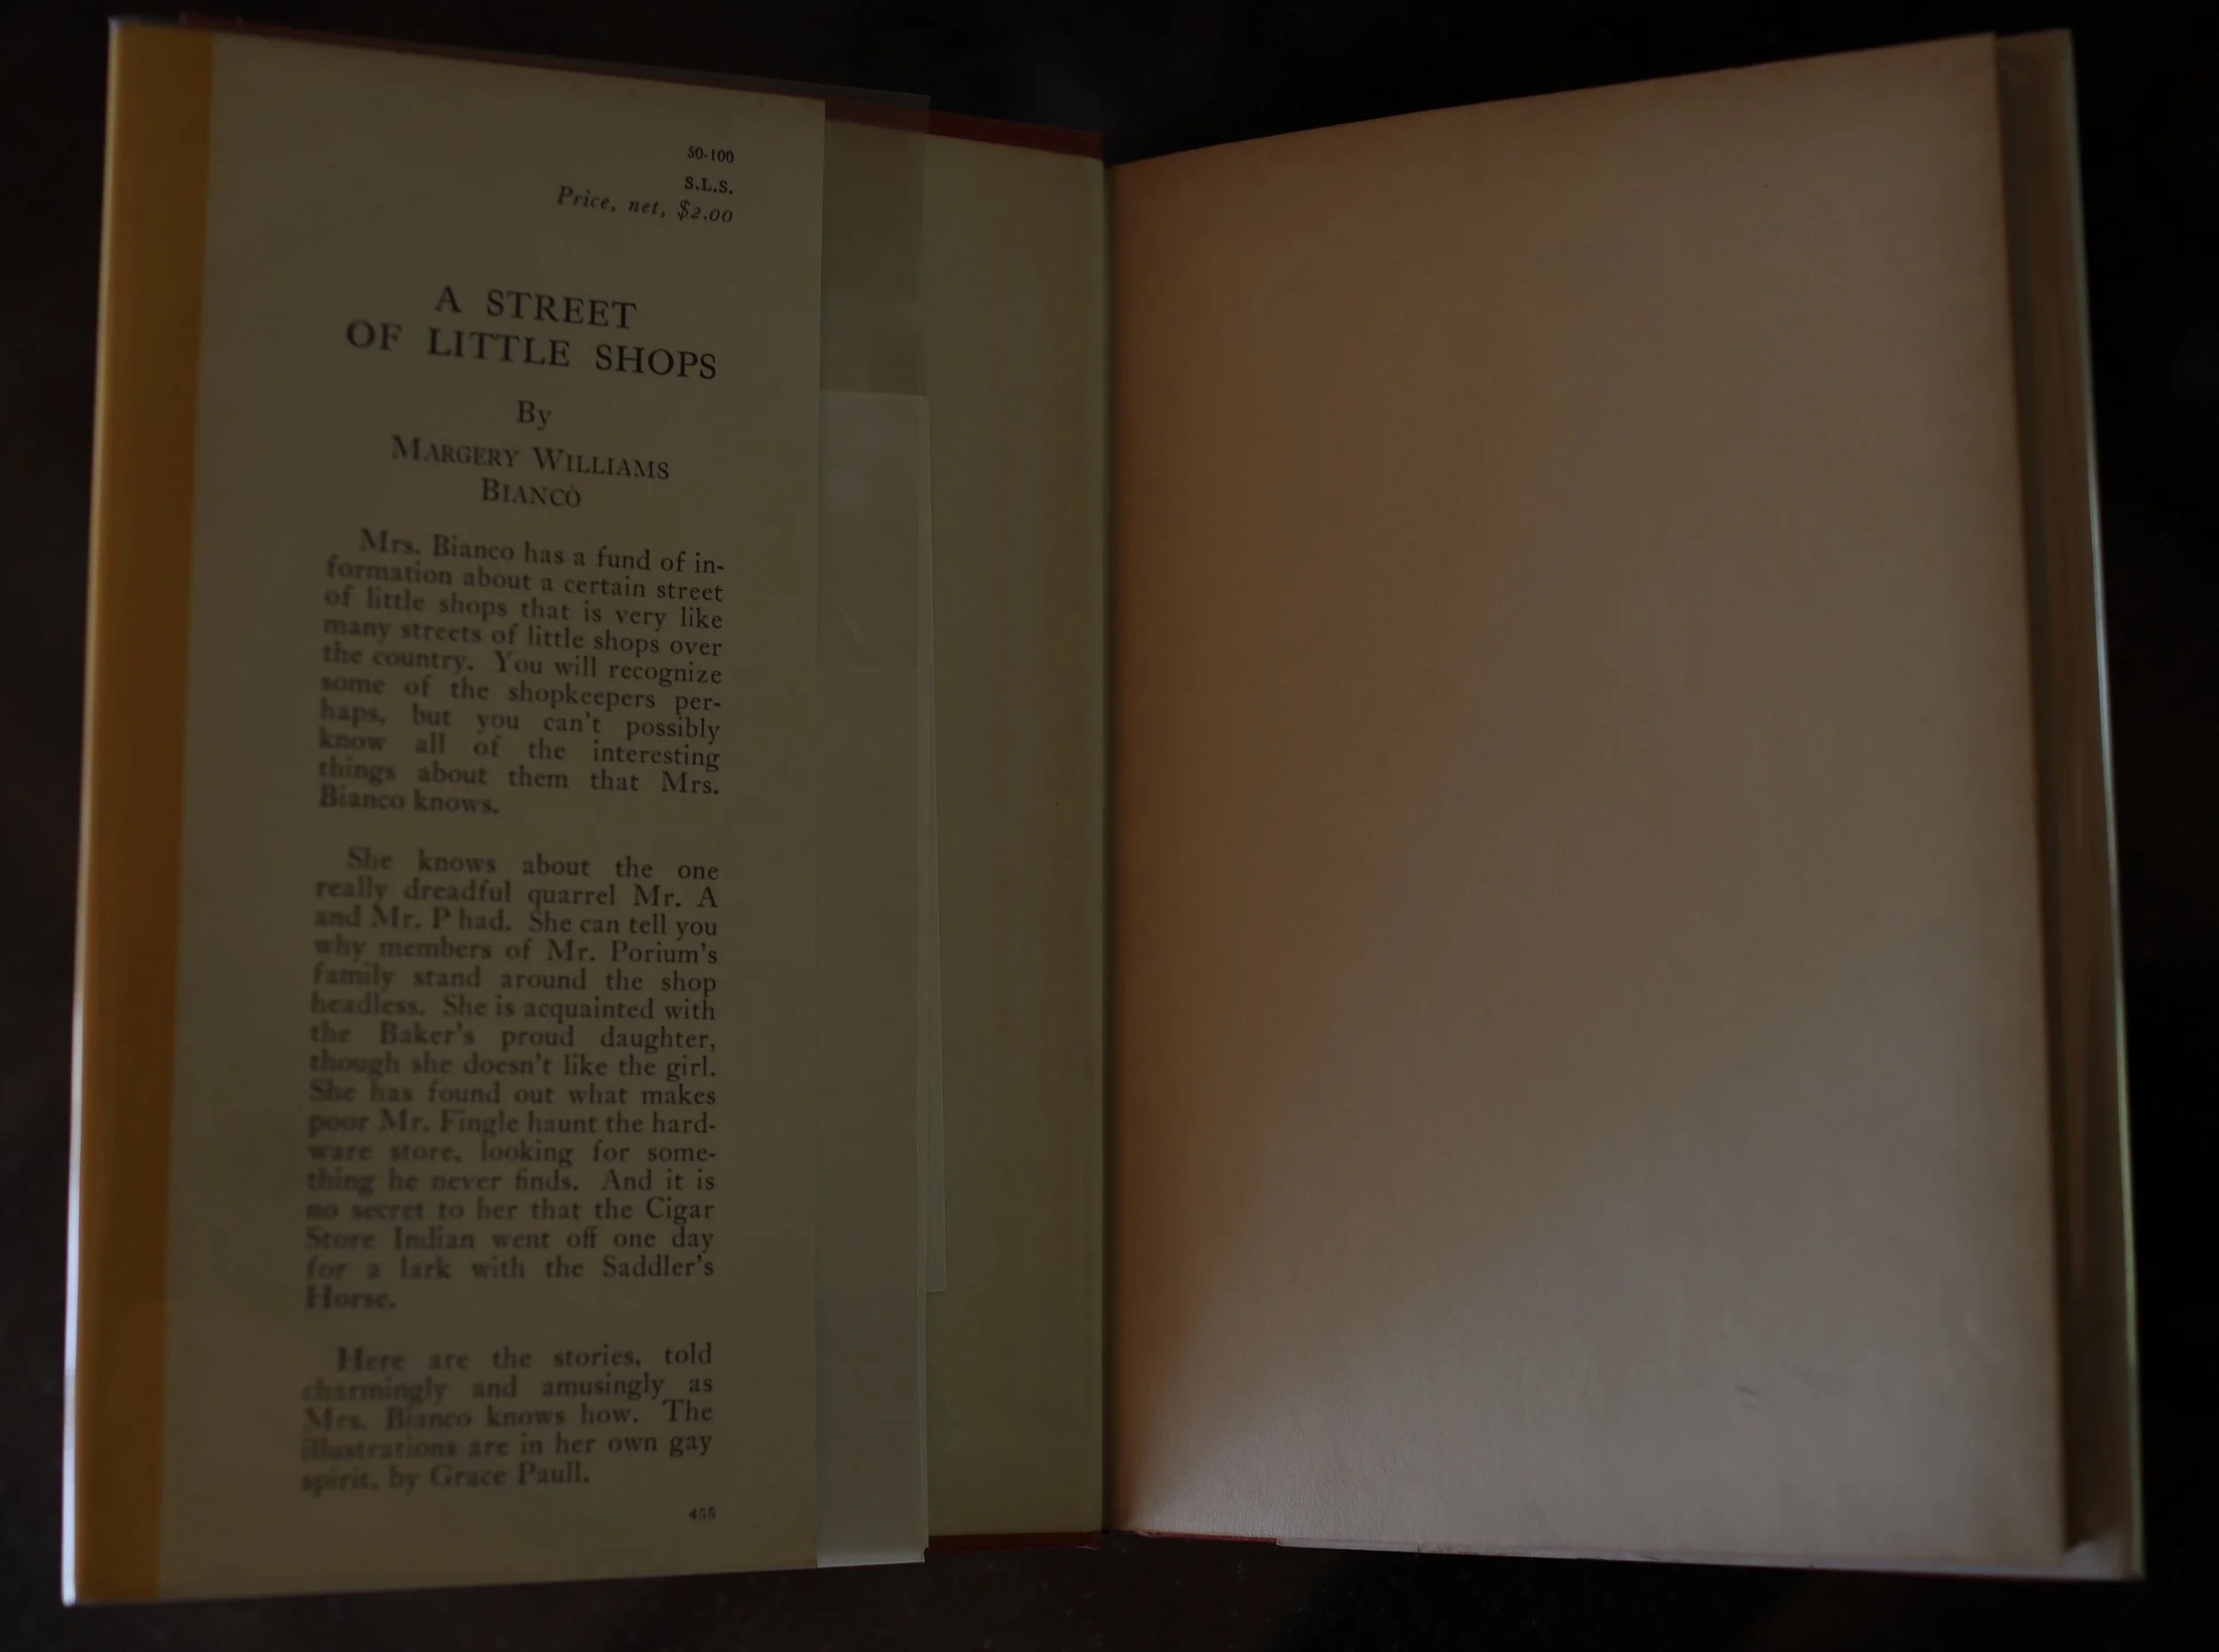 50-100
S.L.S.
Price, net, $2.00
A STREET
OF LITTLE SHOPS
By
MARGERY WILLIAMS
BIANCO
Mrs. Bianco has a fund of in-
formation about a certain street
of little shops that is very like
many streets of little shops over
the country. You will recognize
some of the shopkeepers per-
haps, but you can't possibly
know all of the interesting
things about them that Mrs.
Bianco knows.
She knows about the one
really dreadful quarrel Mr. A
and Mr. P had. She can tell you
why members of Mr. Porium's
family stand around the shop
headless. She is acquainted with
the Baker's proud daughter,
though she doesn't like the girl.
She has found out what makes
poor Mr. Fingle haunt the hard-
ware store, looking for some-
thing he never finds. And it is
no secret to her that the Cigar
Store Indian went off one day
for a lark with the Saddler's
Horse.
Here are the stories, told
charmingly and amusingly as
Mrs. Bianco knows how. The
illustrations are in her own gay
spirit, by Grace Paull.
455